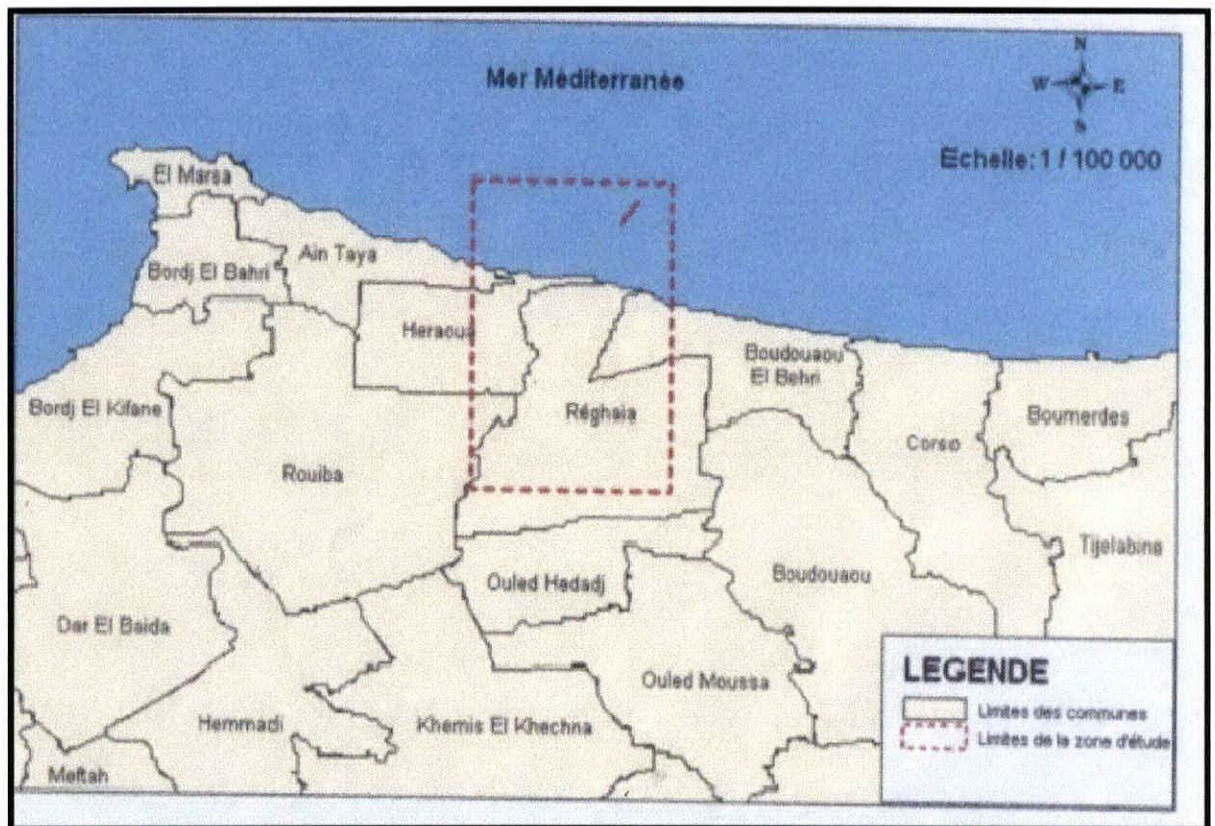 Mer Méditerranée
N
W E
S
Echelle: 1 / 100 000
El Marsa
Bordj El Bahri
Ain Taya
Heraoua
Boudouaou
El Behri
Bordj El Kifane
Réghaia
Corso
Boumerdes
Rouiba
Tijelabine
Ouled Hadadj
Boudouaou
Dar El Baida
Ouled Moussa
Hemmadi
Khemis El Khechna
Meftah
LEGENDE
Limites des communes
Limites de la zone d'étude